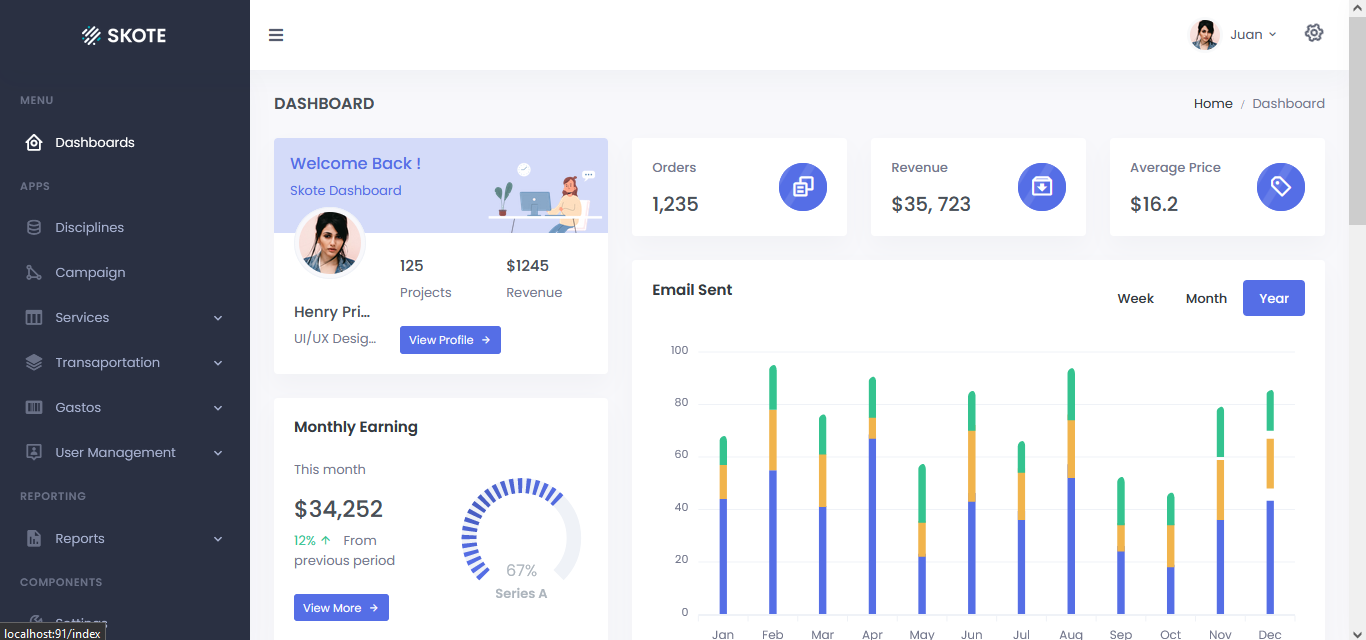 SKOTE
Juan
MENU
Dashboards
APPS
Disciplines
Campaign
Services
Transaportation
Gastos
User Management
REPORTING
Reports
COMPONENTS
Settings
localhost:91/index
DASHBOARD
Home / Dashboard
Welcome Back !
Skote Dashboard
125
$1245
Projects
Revenue
Henry Pri...
UI/UX Desig...
View Profile
Orders
1,235
Revenue
$35, 723
Average Price
$16.2
Monthly Earning
This month
$34,252
12% From
previous period
View More
67%
Series A
Email Sent
Week
Month
Year
100
80
60
40
20
0
Jan Feb Mar Apr May Jun Jul Aug Sep Oct Nov Dec